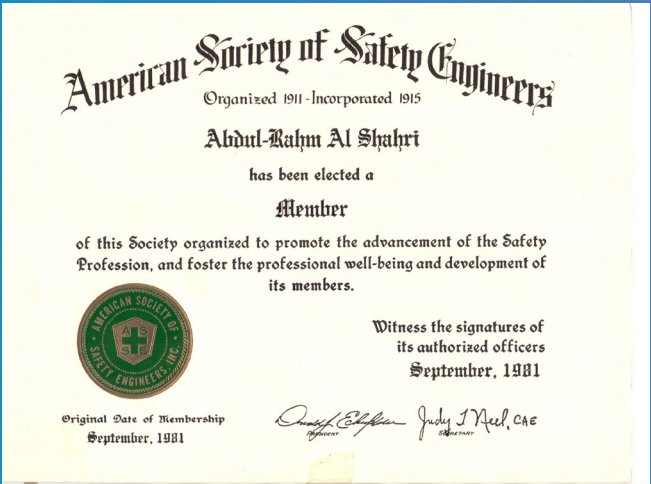 American Society of Safety Engineers
Organized 1911 - Incorporated 1915
Abdul-Rahm Al Shahri
has been elected a
Member
of this Society organized to promote the advancement of the Safety
Profession, and foster the professional well-being and development of
its members.
AMERICAN SOCIETY OF
SAFETY ENGINEERS, INC.
A S
S E
Witness the signatures of
its authorized officers
September, 1981
Original Date of Membership
September, 1981
PRESIDENT
Judy T Neel, CAE
SECRETARY